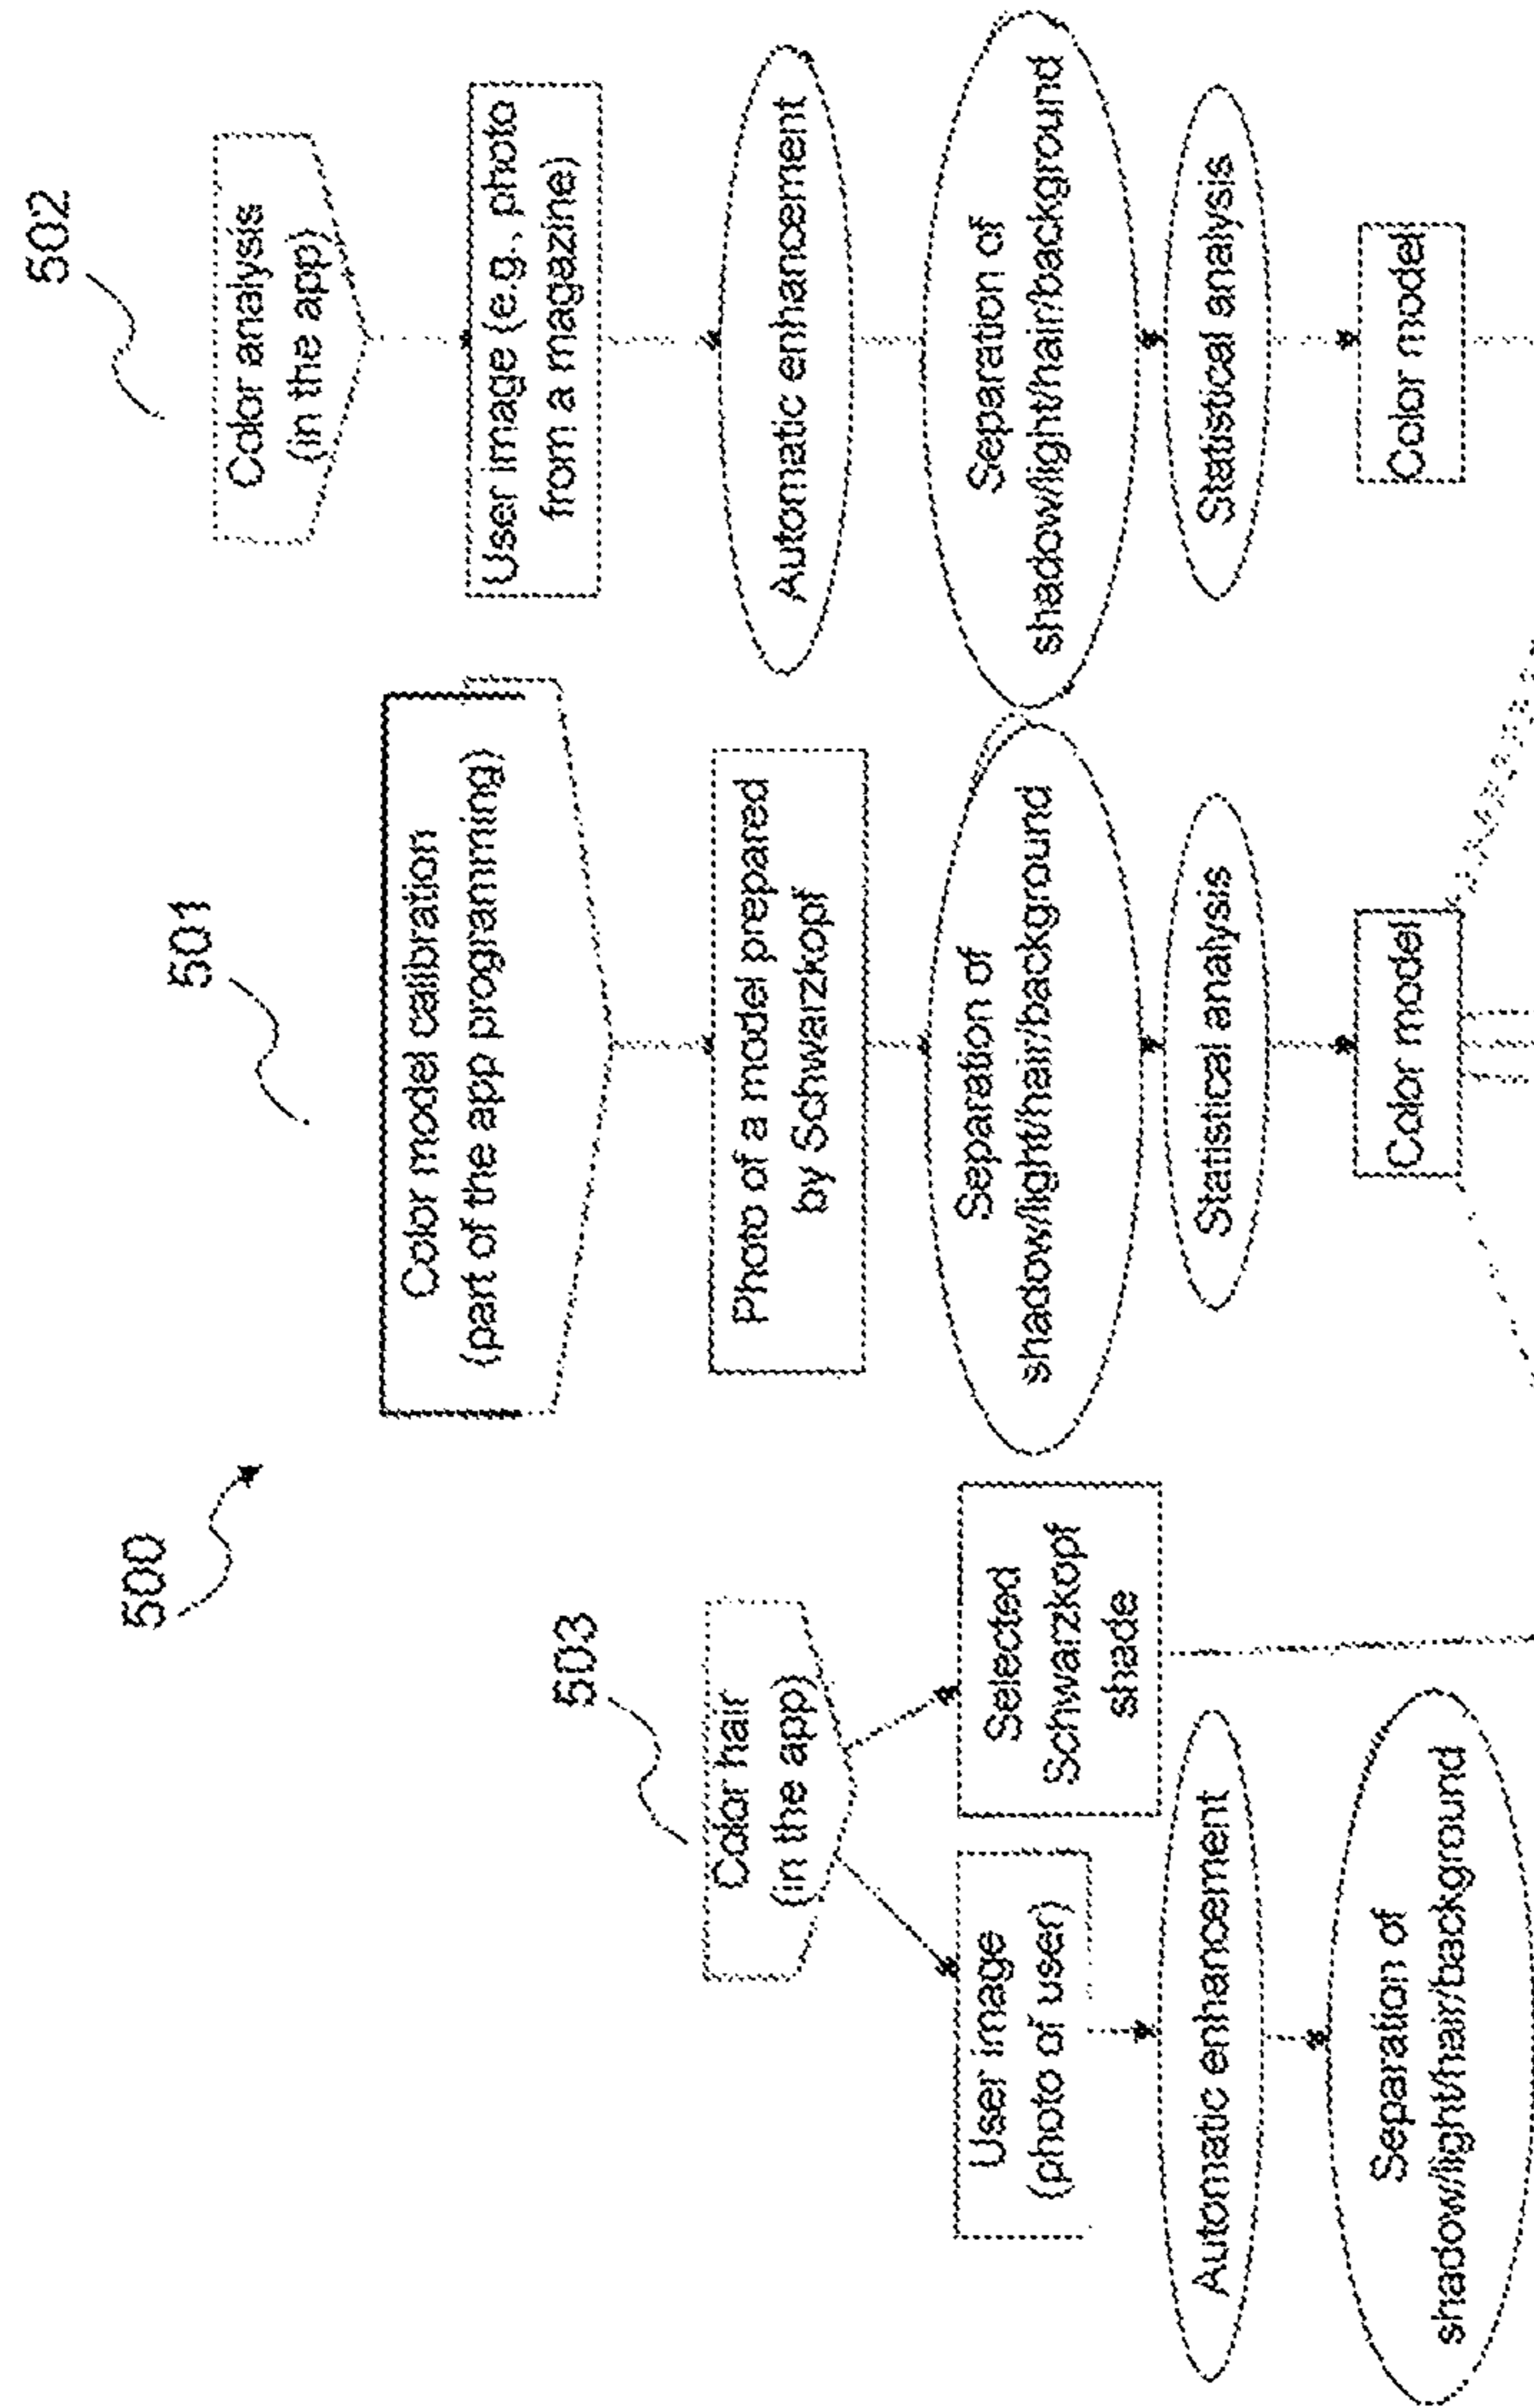 500
501
502
503
Color hair
(in the app)
User image
(photo of user)
Selected
Schwarzkopf
shade
Automatic enhancement
Separation of
shadow/light/hair/background
Color model calibration
(part of the app programming)
Photo of a model prepared
by Schwarzkopf
Separation of
shadow/light/hair/background
Statistical analysis
Color model
Color analysis
(in the app)
User image (e.g., photo
from a magazine)
Automatic enhancement
Separation of
shadow/light/hair/background
Statistical analysis
Color model